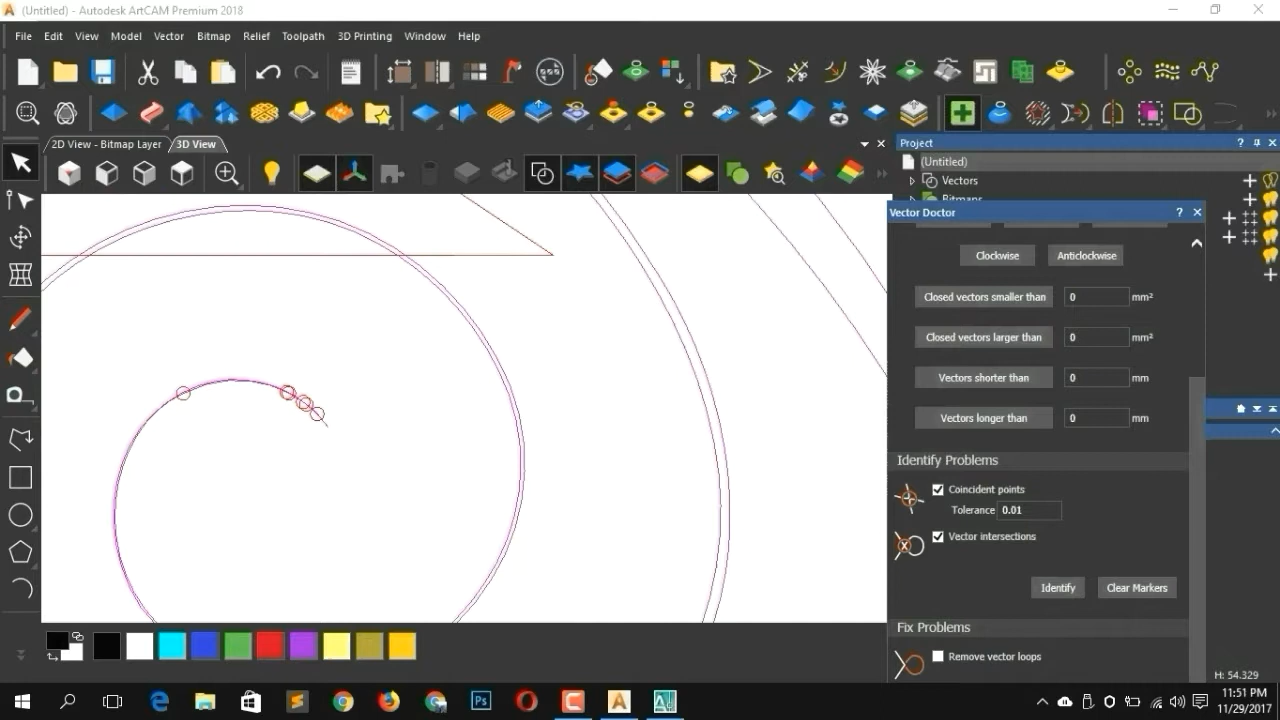 (Untitled) - Autodesk ArtCAM Premium 2018
File Edit View Model Vector Bitmap Relief Toolpath 3D Printing Window Help
2D View - Bitmap Layer 3D View
Project
(Untitled)
Vectors
Bitmaps
Vector Doctor
Clockwise Anticlockwise
Closed vectors smaller than 0 mm²
Closed vectors larger than 0 mm²
Vectors shorter than 0 mm
Vectors longer than 0 mm
Identify Problems
Coincident points
Tolerance 0.01
Vector intersections
Identify Clear Markers
Fix Problems
Remove vector loops
H: 54.329
11:51 PM
11/29/2017